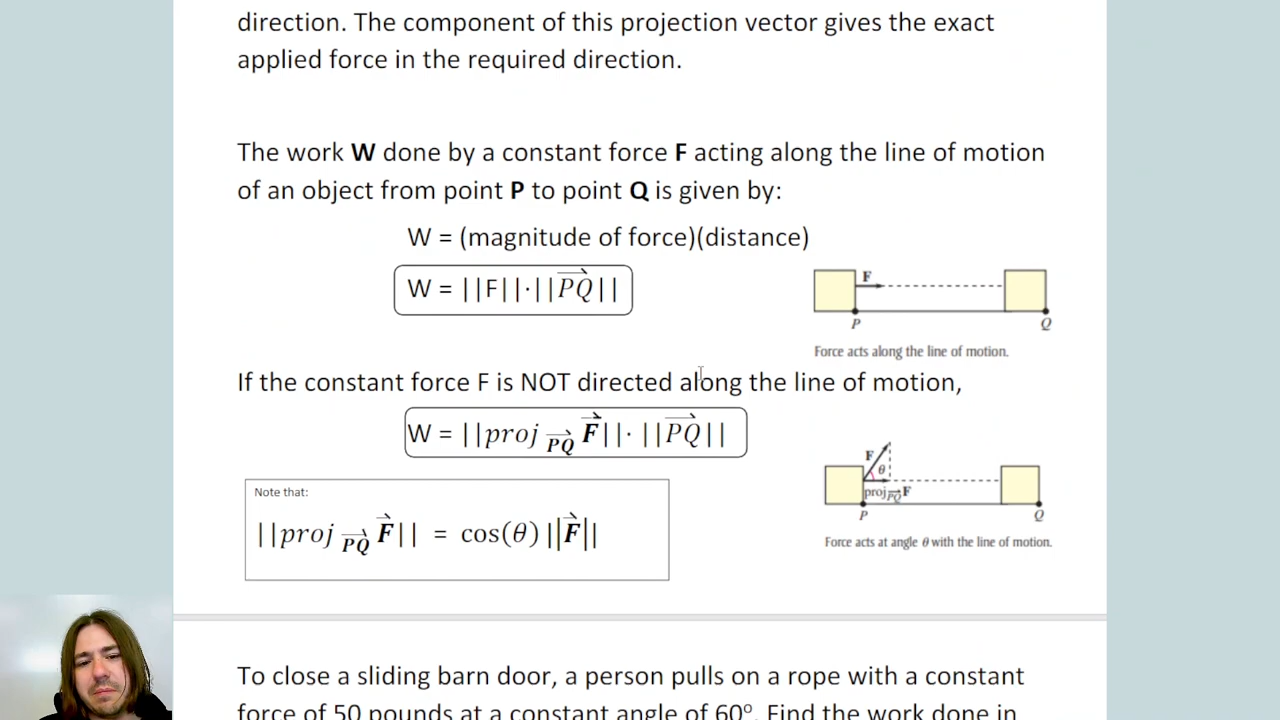 direction. The component of this projection vector gives the exact
applied force in the required direction.
The work W done by a constant force F acting along the line of motion
of an object from point P to point Q is given by:
W = (magnitude of force)(distance)
W = ||F||·||PQ⃗||
F
P
Q
Force acts along the line of motion.
If the constant force F is NOT directed along the line of motion,
W = ||proj PQ⃗ F⃗||· ||PQ⃗||
F
θ
proj PQ⃗ F
P
Q
Force acts at angle θ with the line of motion.
Note that:
||proj PQ⃗ F⃗|| = cos(θ)||F⃗||
To close a sliding barn door, a person pulls on a rope with a constant
force of 50 pounds at a constant angle of 60°. Find the work done in